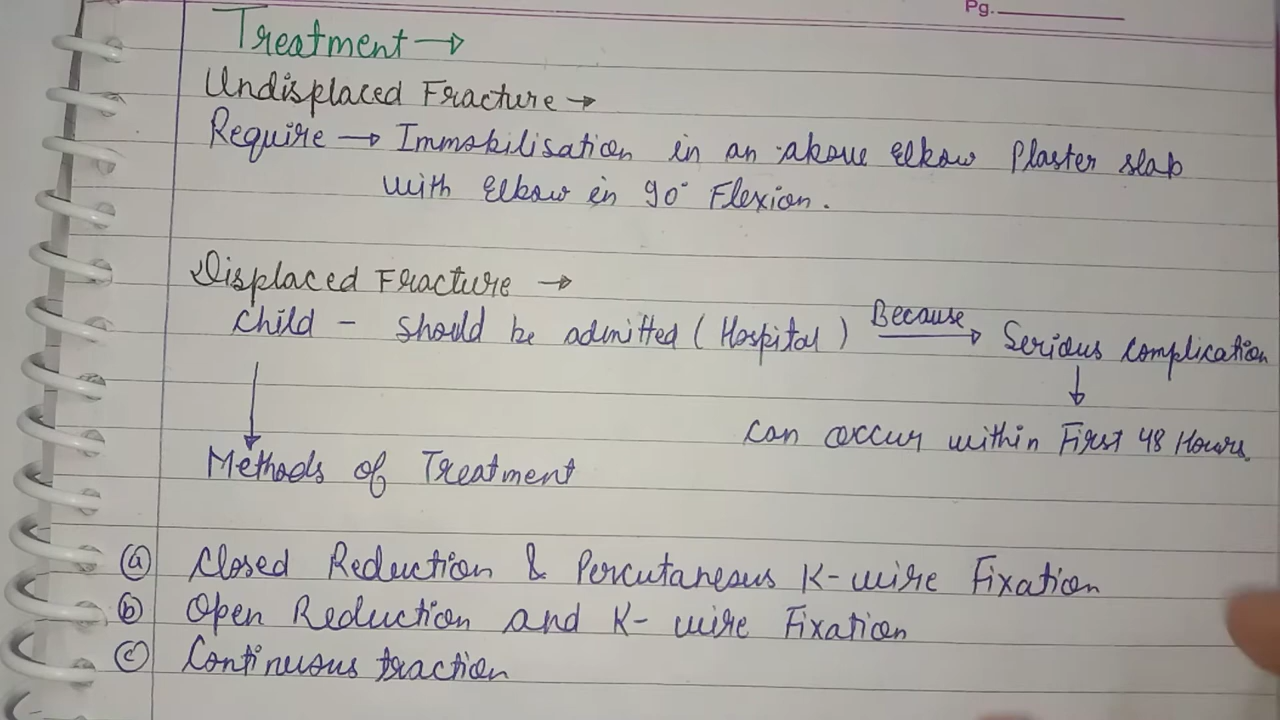 Pg.
Treatment →
Undisplaced Fracture →
Require → Immobilisation in an above elbow Plaster slab
with elbow in 90° Flexion.
Displaced Fracture →
Child - should be admitted (Hospital) Because → Serious complication
↓
can occur within First 48 Hours.
↓
Methods of Treatment
(a) Closed Reduction & Percutaneous K-wire Fixation
(b) Open Reduction and K-wire Fixation
(c) Continuous traction